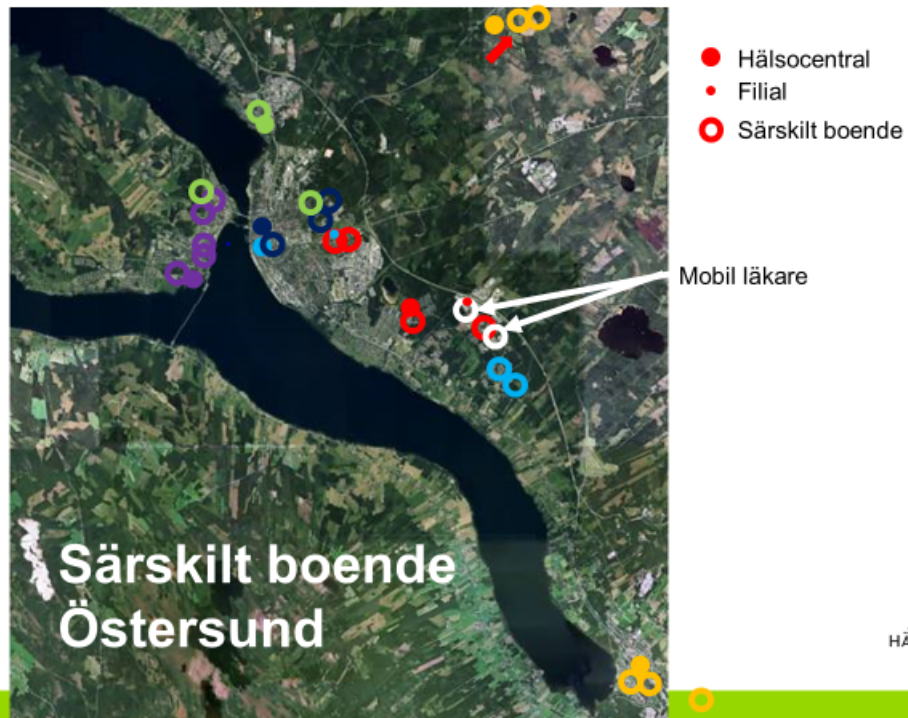 Hälsocentral
Filial
Särskilt boende
Mobil läkare
Särskilt boende
Östersund